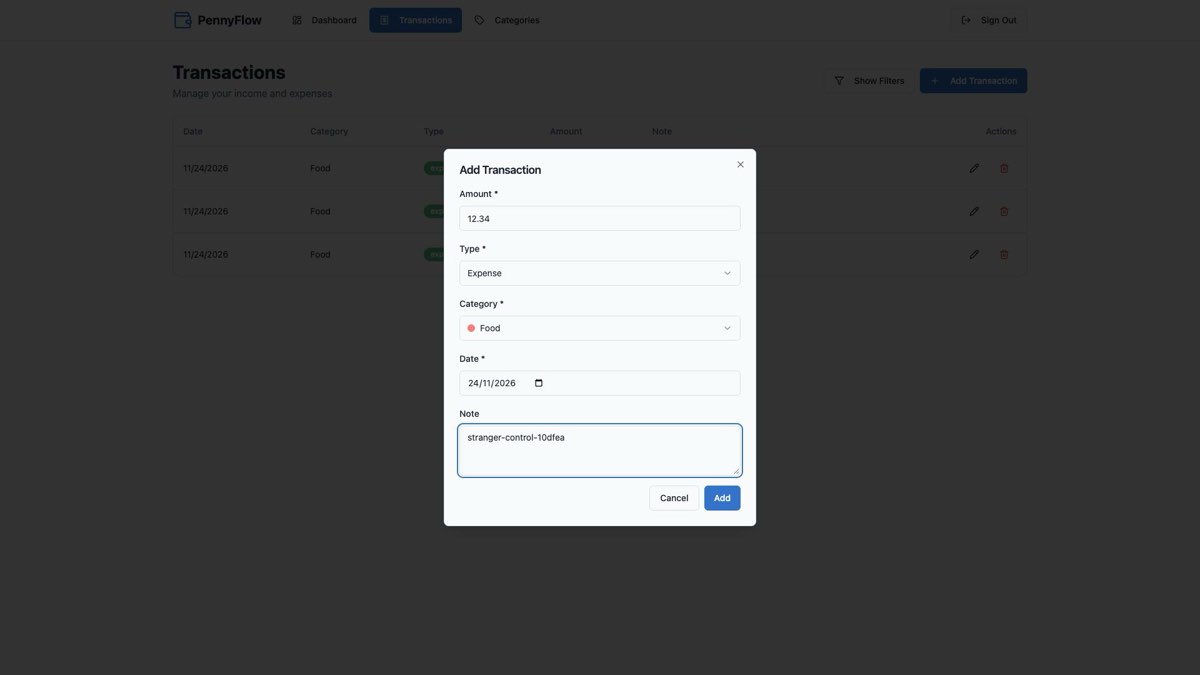 PennyFlow Dashboard Transactions Categories Sign Out
Transactions
Manage your income and expenses
Show Filters Add Transaction
Date Category Type Amount Note Actions
11/24/2026 Food
11/24/2026 Food
11/24/2026 Food
Add Transaction
Amount *
12.34
Type *
Expense
Category *
Food
Date *
24/11/2026
Note
stranger-control-10dfea
Cancel Add